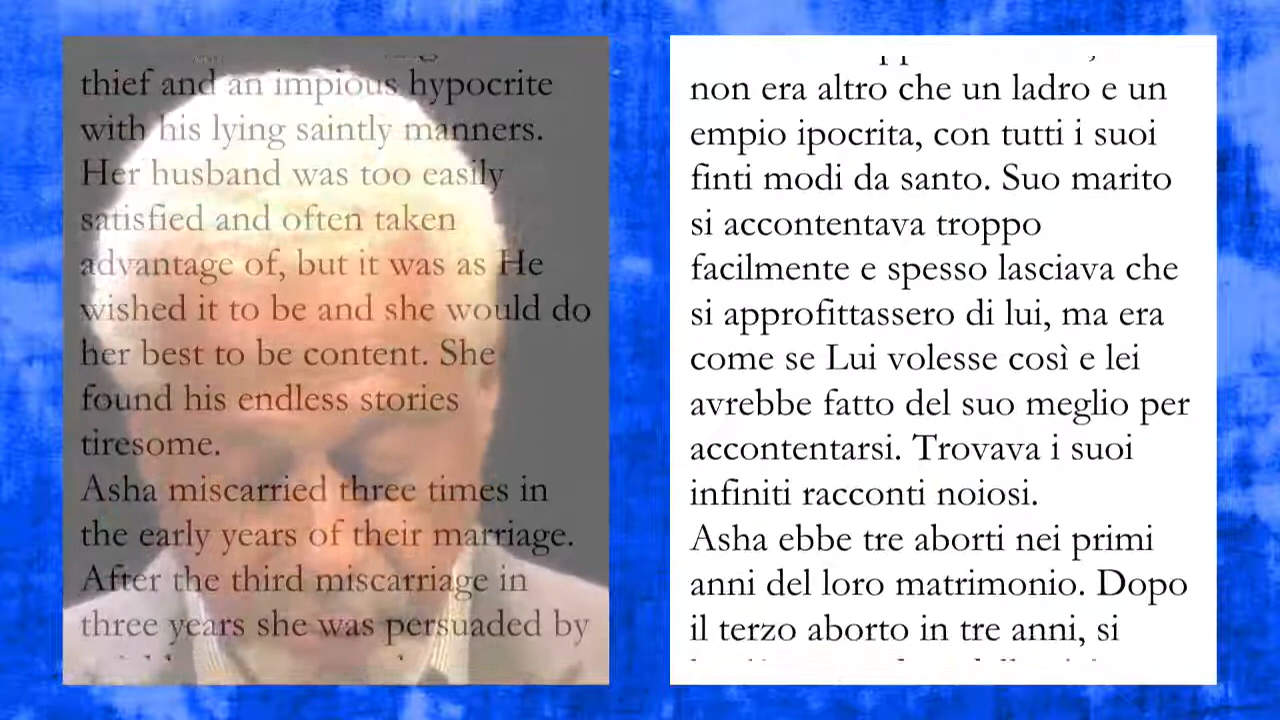 thief and an impious hypocrite
with his lying saintly manners.
Her husband was too easily
satisfied and often taken
advantage of, but it was as He
wished it to be and she would do
her best to be content. She
found his endless stories
tiresome.
Asha miscarried three times in
the early years of their marriage.
After the third miscarriage in
three years she was persuaded by
non era altro che un ladro e un
empio ipocrita, con tutti i suoi
finti modi da santo. Suo marito
si accontentava troppo
facilmente e spesso lasciava che
si approfittassero di lui, ma era
come se Lui volesse così e lei
avrebbe fatto del suo meglio per
accontentarsi. Trovava i suoi
infiniti racconti noiosi.
Asha ebbe tre aborti nei primi
anni del loro matrimonio. Dopo
il terzo aborto in tre anni, si